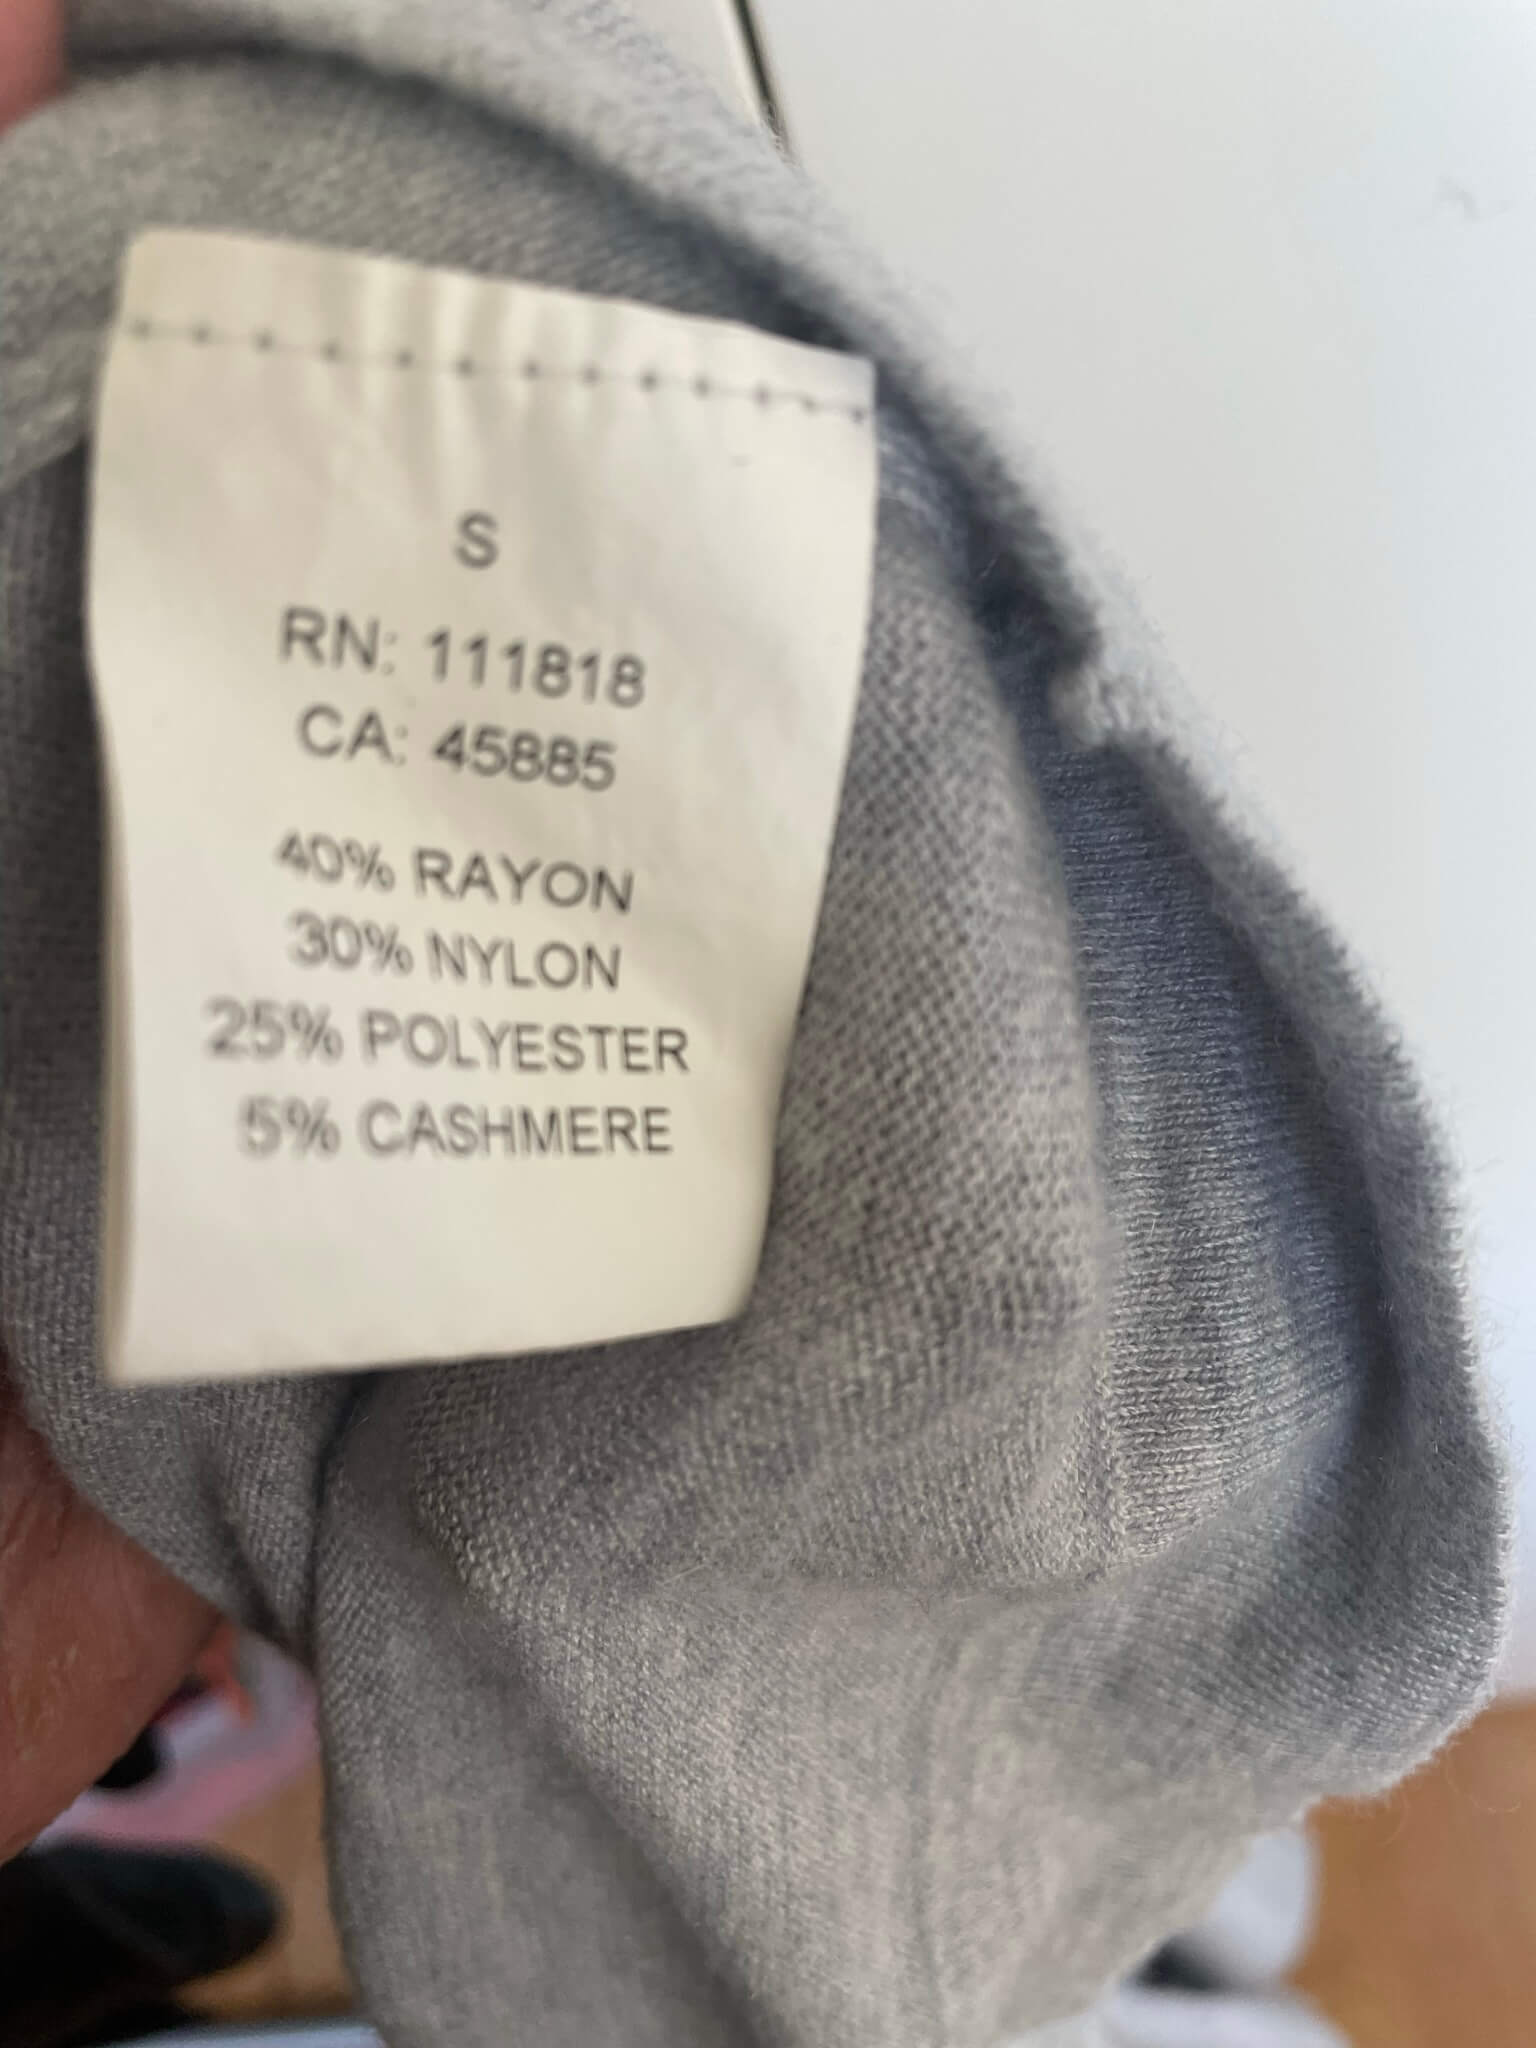 S
RN: 111818
CA: 45885
40% RAYON
30% NYLON
25% POLYESTER
5% CASHMERE